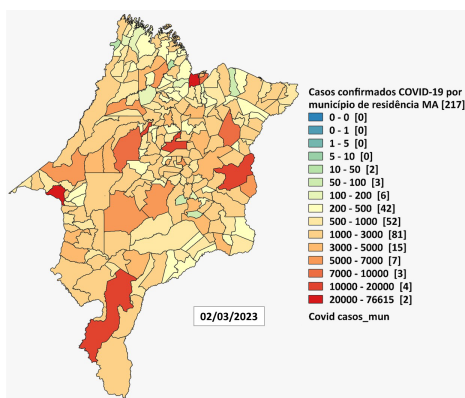 Casos confirmados COVID-19 por
município de residência MA [217]
0 - 0 [0]
0 - 1 [0]
1 - 5 [0]
5 - 10 [0]
10 - 50 [2]
50 - 100 [3]
100 - 200 [6]
200 - 500 [42]
500 - 1000 [52]
1000 - 3000 [81]
3000 - 5000 [15]
5000 - 7000 [7]
7000 - 10000 [3]
10000 - 20000 [4]
20000 - 76615 [2]
02/03/2023
Covid casos_mun